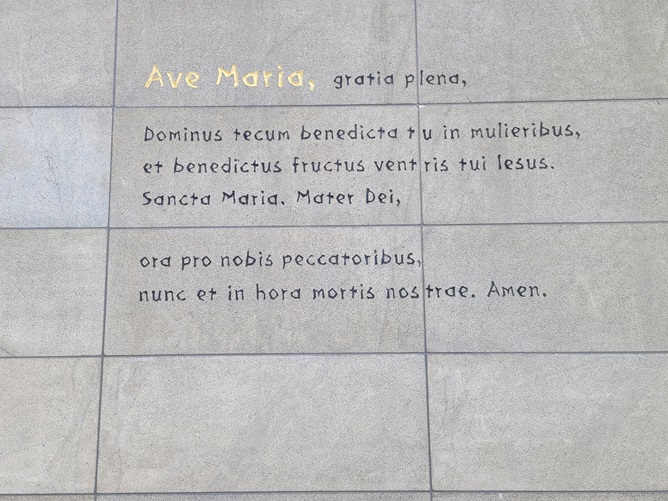 Ave Maria, gratia plena,
Dominus tecum benedicta tu in mulieribus,
et benedictus fructus ventris tui Iesus.
Sancta Maria. Mater Dei,
ora pro nobis peccatoribus,
nunc et in hora mortis nostrae. Amen.